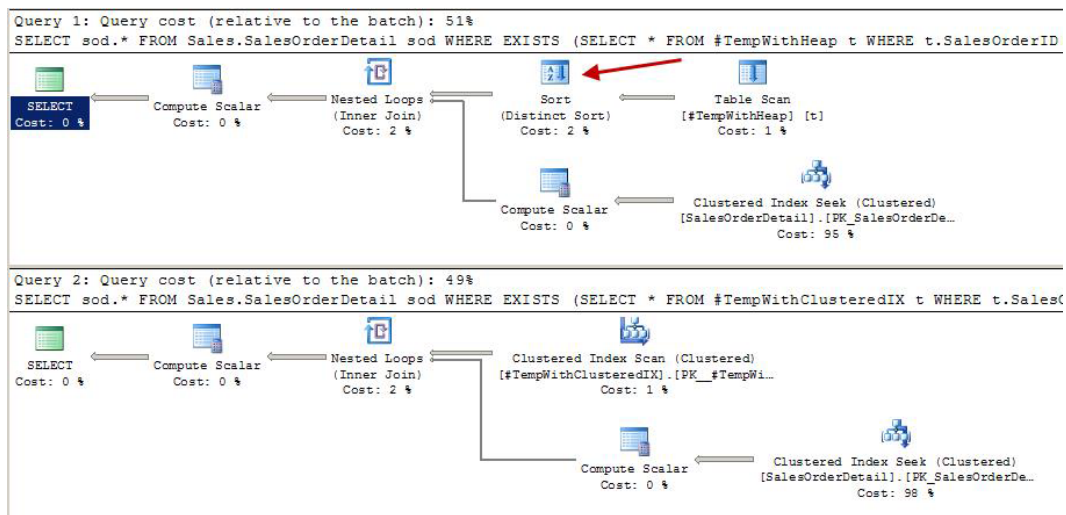 Query 1: Query cost (relative to the batch): 51%
SELECT sod.* FROM Sales.SalesOrderDetail sod WHERE EXISTS (SELECT * FROM #TempWithHeap t WHERE t.SalesOrderID
SELECT
Cost: 0 %
Compute Scalar
Cost: 0 %
Nested Loops
(Inner Join)
Cost: 2 %
Sort
(Distinct Sort)
Cost: 2 %
Table Scan
[#TempWithHeap] [t]
Cost: 1 %
Compute Scalar
Cost: 0 %
Clustered Index Seek (Clustered)
[SalesOrderDetail].[PK_SalesOrderDe…
Cost: 95 %
Query 2: Query cost (relative to the batch): 49%
SELECT sod.* FROM Sales.SalesOrderDetail sod WHERE EXISTS (SELECT * FROM #TempWithClusteredIX t WHERE t.Sales
SELECT
Cost: 0 %
Compute Scalar
Cost: 0 %
Nested Loops
(Inner Join)
Cost: 2 %
Clustered Index Scan (Clustered)
[#TempWithClusteredIX].[PK__#TempWi…
Cost: 1 %
Compute Scalar
Cost: 0 %
Clustered Index Seek (Clustered)
[SalesOrderDetail].[PK_SalesOrderDe…
Cost: 98 %